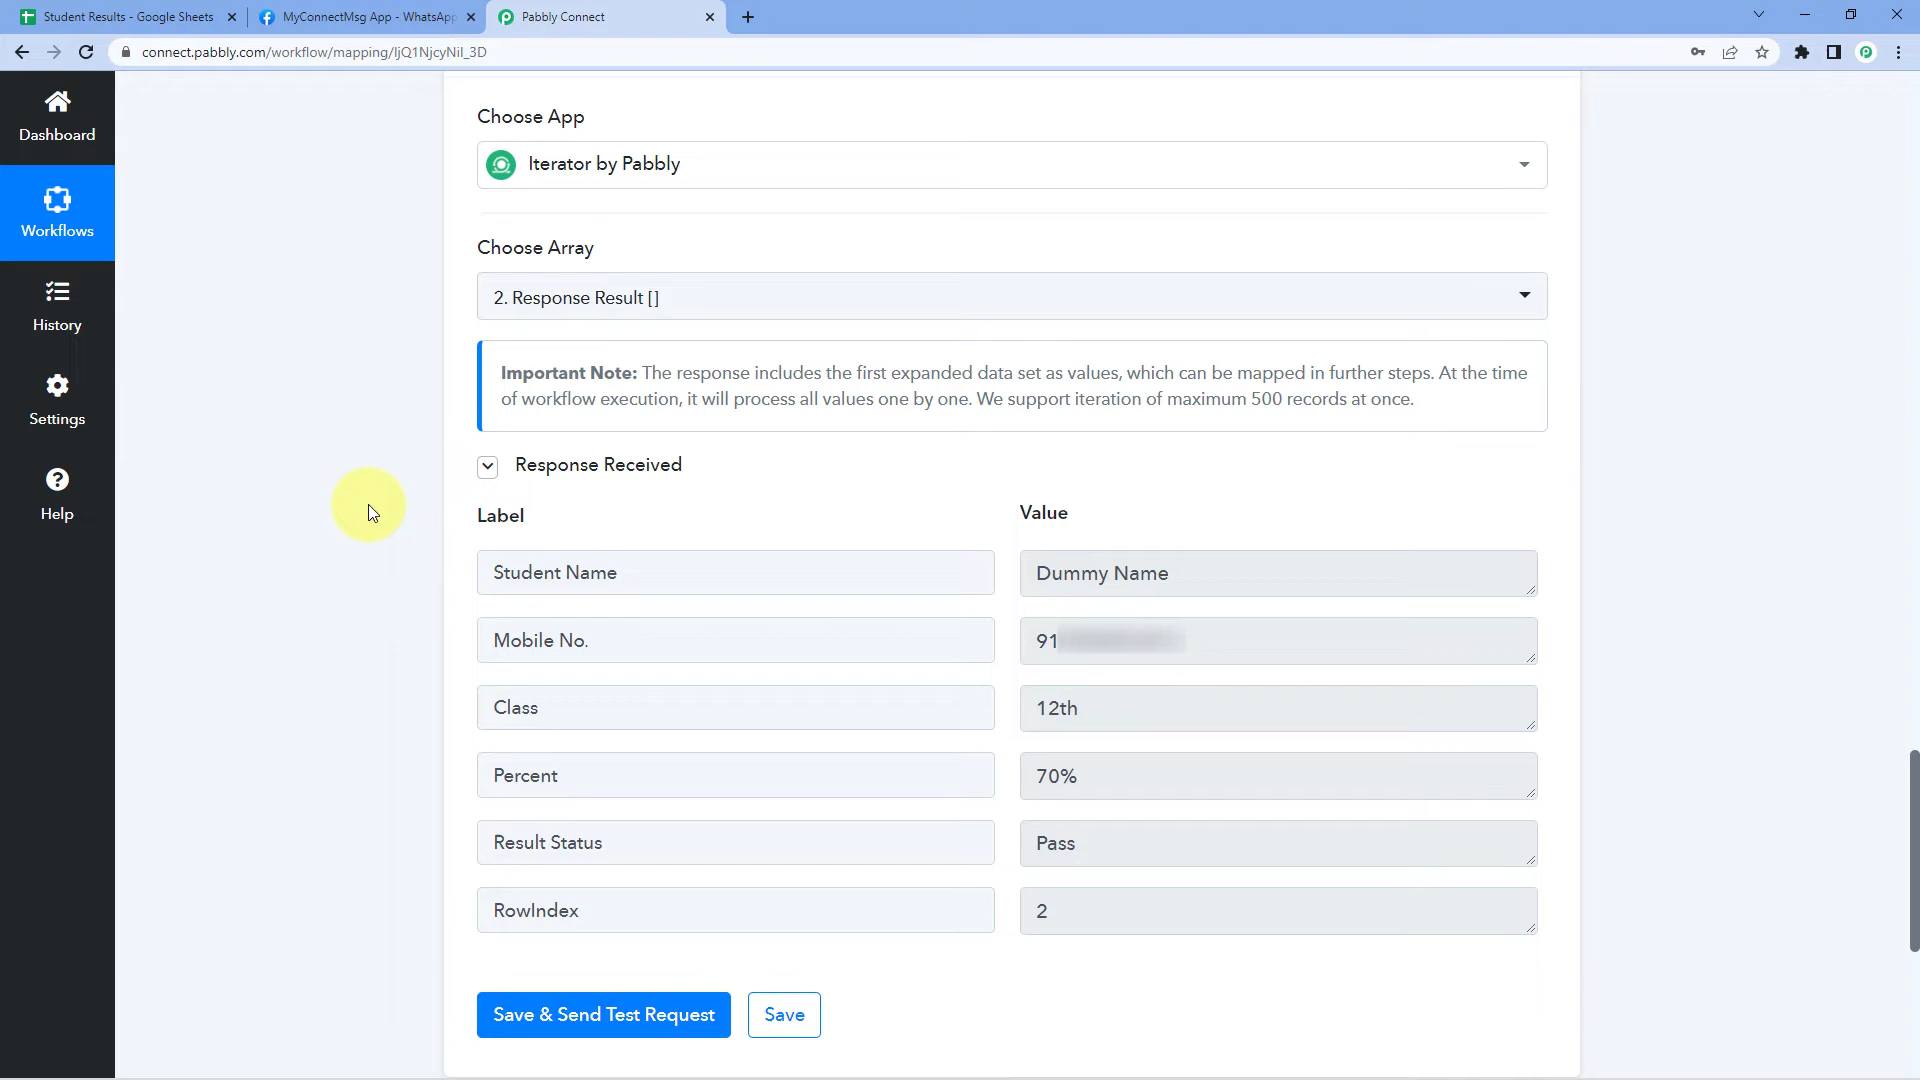 Student Results - Google Sheets
MyConnectMsg App - WhatsApp
Pabbly Connect
connect.pabbly.com/workflow/mapping/IjQ1NjcyNiI_3D
Dashboard
Workflows
History
Settings
Help
Choose App
Iterator by Pabbly
Choose Array
2. Response Result []
Important Note: The response includes the first expanded data set as values, which can be mapped in further steps. At the time
of workflow execution, it will process all values one by one. We support iteration of maximum 500 records at once.
Response Received
Label Value
Student Name Dummy Name
Mobile No. 91
Class 12th
Percent 70%
Result Status Pass
RowIndex 2
Save & Send Test Request Save